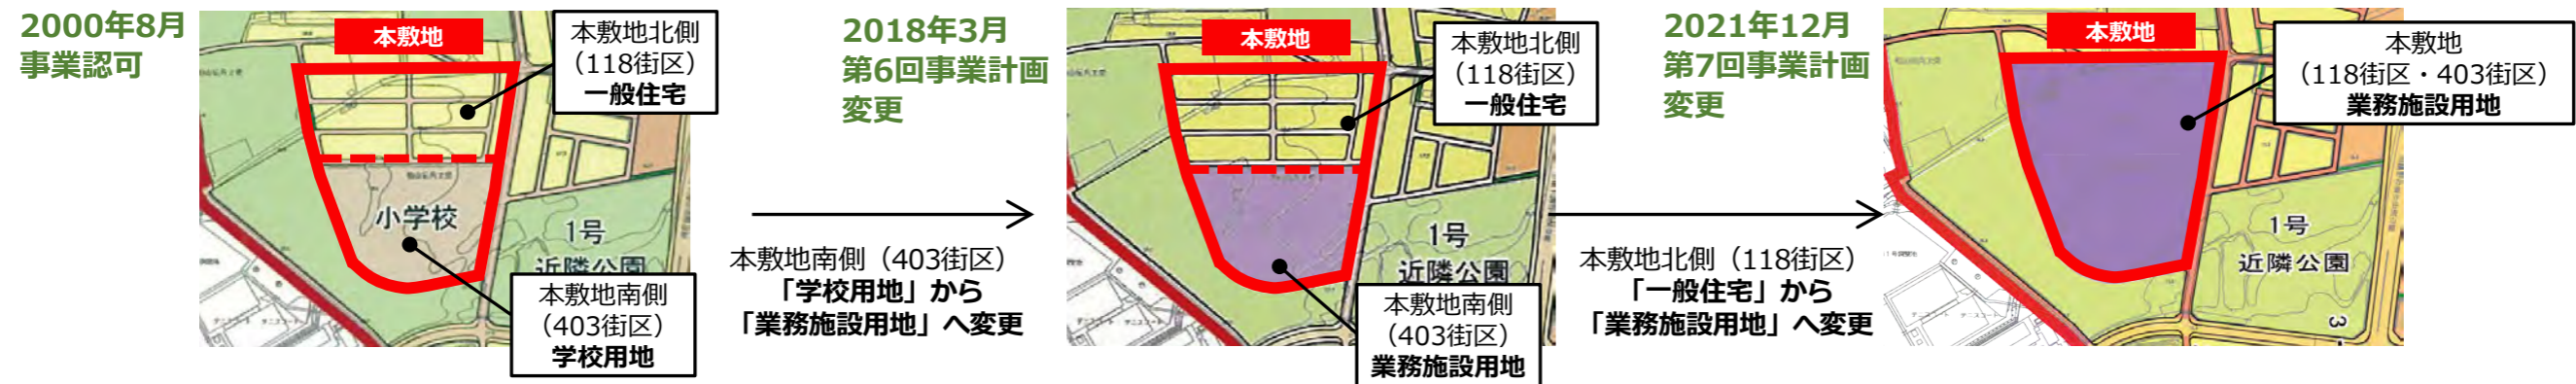 2000年8月
事業認可
本敷地
本敷地北側
（118街区）
一般住宅
小学校
1号
近隣公園
本敷地南側
（403街区）
学校用地
本敷地南側（403街区）
「学校用地」から
「業務施設用地」へ変更
2018年3月
第6回事業計画
変更
本敷地
本敷地北側
（118街区）
一般住宅
1号
近隣公園
本敷地南側
（403街区）
業務施設用地
本敷地北側（118街区）
「一般住宅」から
「業務施設用地」へ変更
2021年12月
第7回事業計画
変更
本敷地
本敷地
（118街区・403街区）
業務施設用地
1号
近隣公園
3